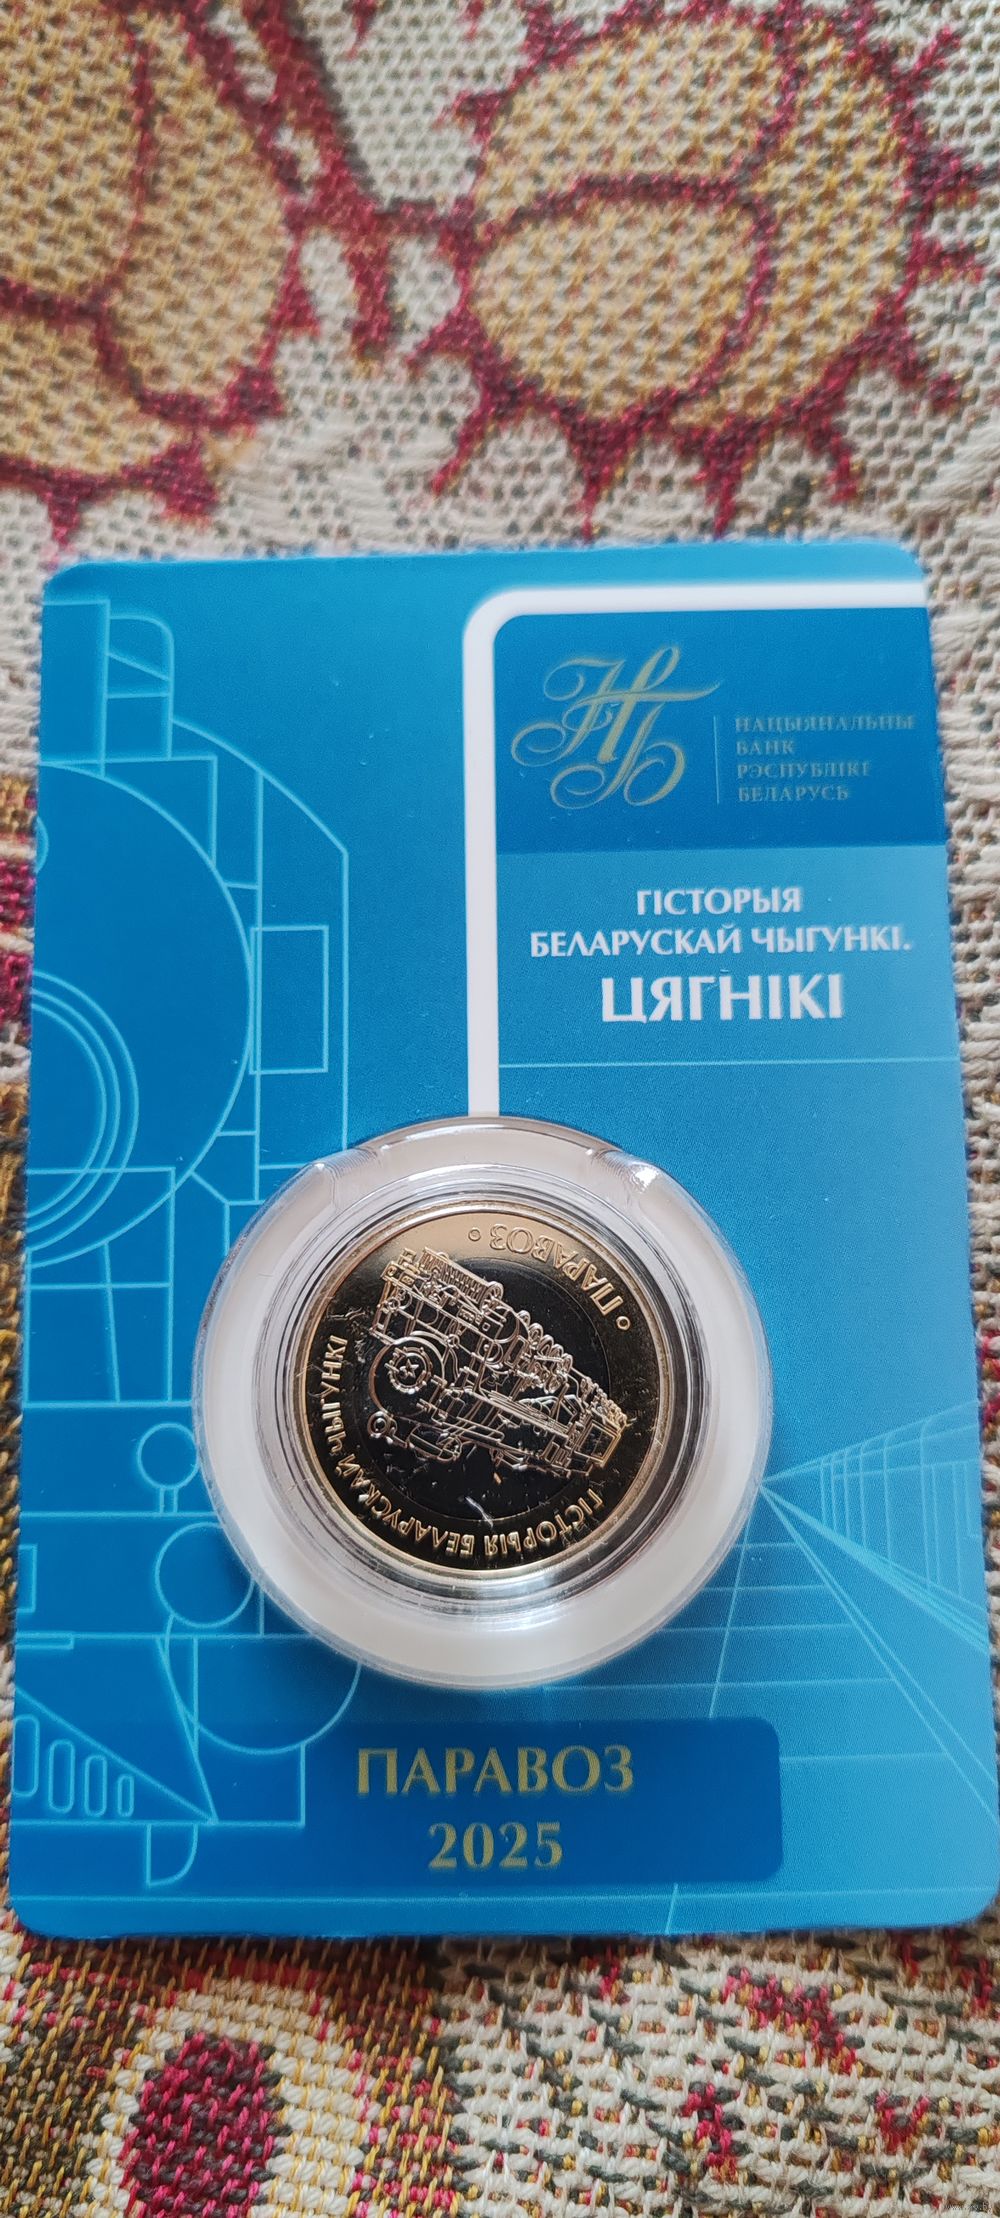 НАЦЫЯНАЛЬНЫ
БАНК
РЭСПУБЛІКІ
БЕЛАРУСЬ
ГІСТОРЫЯ
БЕЛАРУСКАЙ ЧЫГУНКІ.
ЦЯГНІКІ
• ПАРАВОЗ •
ГІСТОРЫЯ БЕЛАРУСКАЙ ЧЫГУНКІ
ПАРАВОЗ
2025